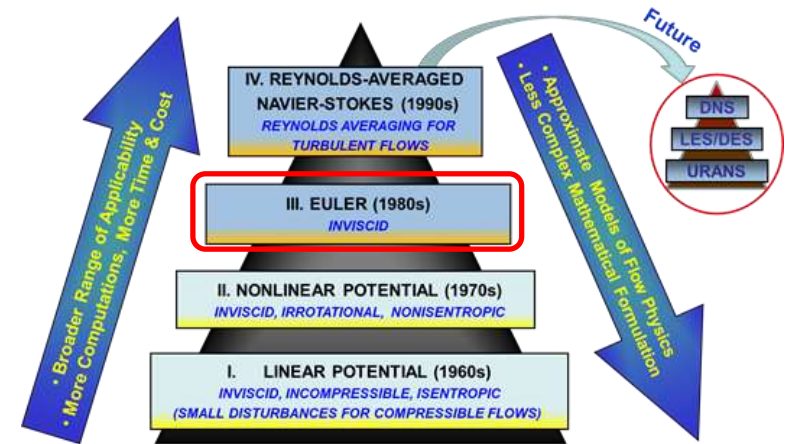 Future
IV. REYNOLDS-AVERAGED
NAVIER-STOKES (1990s)
REYNOLDS AVERAGING FOR
TURBULENT FLOWS
III. EULER (1980s)
INVISCID
II. NONLINEAR POTENTIAL (1970s)
INVISCID, IRROTATIONAL, NONISENTROPIC
I. LINEAR POTENTIAL (1960s)
INVISCID, INCOMPRESSIBLE, ISENTROPIC
(SMALL DISTURBANCES FOR COMPRESSIBLE FLOWS)
• Broader Range of Applicability
• More Computations, More Time & Cost
• Approximate Models of Flow Physics
• Less Complex Mathematical Formulation
DNS
LES/DES
URANS